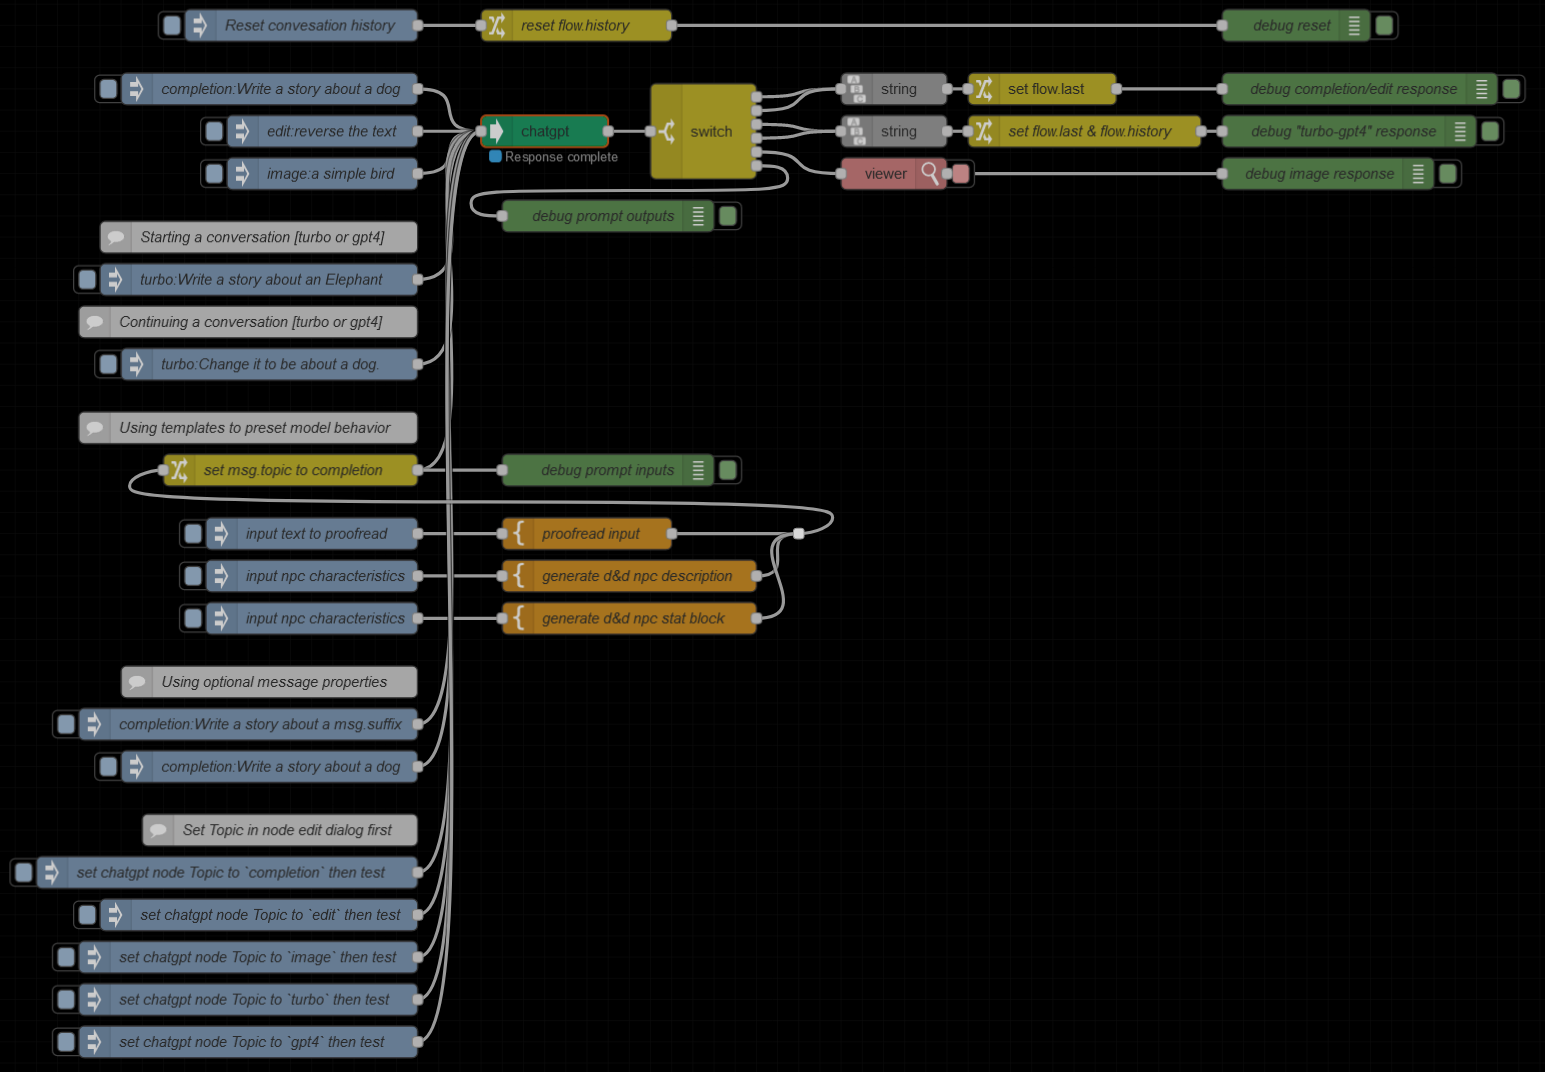 Reset convesation history
reset flow.history
debug reset
completion:Write a story about a dog
string
set flow.last
debug completion/edit response
edit:reverse the text
chatgpt
switch
string
set flow.last & flow.history
debug "turbo-gpt4" response
Response complete
image:a simple bird
viewer
debug image response
debug prompt outputs
Starting a conversation [turbo or gpt4]
turbo:Write a story about an Elephant
Continuing a conversation [turbo or gpt4]
turbo:Change it to be about a dog.
Using templates to preset model behavior
set msg.topic to completion
debug prompt inputs
input text to proofread
proofread input
input npc characteristics
generate d&d npc description
input npc characteristics
generate d&d npc stat block
Using optional message properties
completion:Write a story about a msg.suffix
completion:Write a story about a dog
Set Topic in node edit dialog first
set chatgpt node Topic to `completion` then test
set chatgpt node Topic to `edit` then test
set chatgpt node Topic to `image` then test
set chatgpt node Topic to `turbo` then test
set chatgpt node Topic to `gpt4` then test